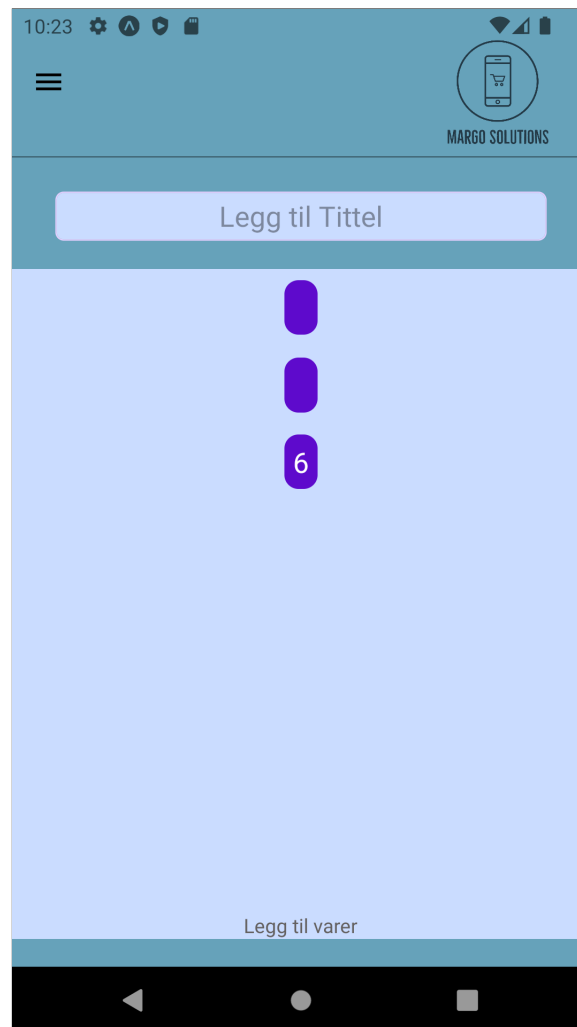 10:23
MARGO SOLUTIONS
Legg til Tittel
6
Legg til varer